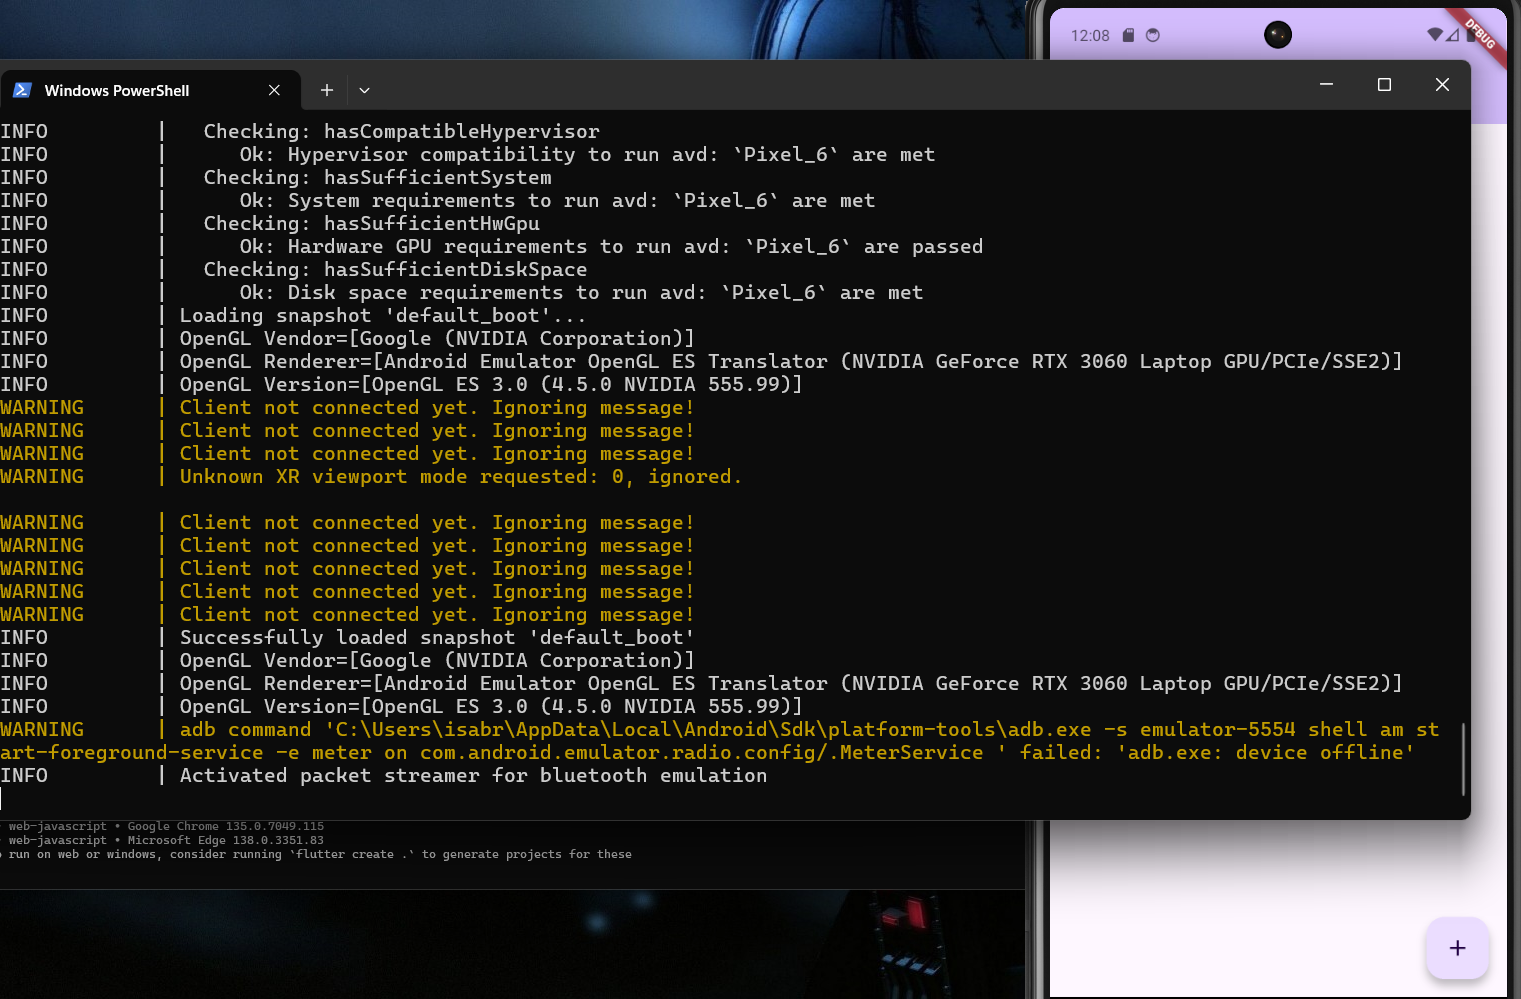 12:08
DEBUG
Windows PowerShell
INFO         |   Checking: hasCompatibleHypervisor
INFO         |      Ok: Hypervisor compatibility to run avd: `Pixel_6` are met
INFO         |   Checking: hasSufficientSystem
INFO         |      Ok: System requirements to run avd: `Pixel_6` are met
INFO         |   Checking: hasSufficientHwGpu
INFO         |      Ok: Hardware GPU requirements to run avd: `Pixel_6` are passed
INFO         |   Checking: hasSufficientDiskSpace
INFO         |      Ok: Disk space requirements to run avd: `Pixel_6` are met
INFO         | Loading snapshot 'default_boot'...
INFO         | OpenGL Vendor=[Google (NVIDIA Corporation)]
INFO         | OpenGL Renderer=[Android Emulator OpenGL ES Translator (NVIDIA GeForce RTX 3060 Laptop GPU/PCIe/SSE2)]
INFO         | OpenGL Version=[OpenGL ES 3.0 (4.5.0 NVIDIA 555.99)]
WARNING      | Client not connected yet. Ignoring message!
WARNING      | Client not connected yet. Ignoring message!
WARNING      | Client not connected yet. Ignoring message!
WARNING      | Unknown XR viewport mode requested: 0, ignored.
WARNING      | Client not connected yet. Ignoring message!
WARNING      | Client not connected yet. Ignoring message!
WARNING      | Client not connected yet. Ignoring message!
WARNING      | Client not connected yet. Ignoring message!
WARNING      | Client not connected yet. Ignoring message!
INFO         | Successfully loaded snapshot 'default_boot'
INFO         | OpenGL Vendor=[Google (NVIDIA Corporation)]
INFO         | OpenGL Renderer=[Android Emulator OpenGL ES Translator (NVIDIA GeForce RTX 3060 Laptop GPU/PCIe/SSE2)]
INFO         | OpenGL Version=[OpenGL ES 3.0 (4.5.0 NVIDIA 555.99)]
WARNING      | adb command 'C:\Users\isabr\AppData\Local\Android\Sdk\platform-tools\adb.exe -s emulator-5554 shell am st
art-foreground-service -e meter on com.android.emulator.radio.config/.MeterService ' failed: 'adb.exe: device offline'
INFO         | Activated packet streamer for bluetooth emulation
web-javascript • Google Chrome 135.0.7049.115
web-javascript • Microsoft Edge 138.0.3351.83
run on web or windows, consider running `flutter create .` to generate projects for these